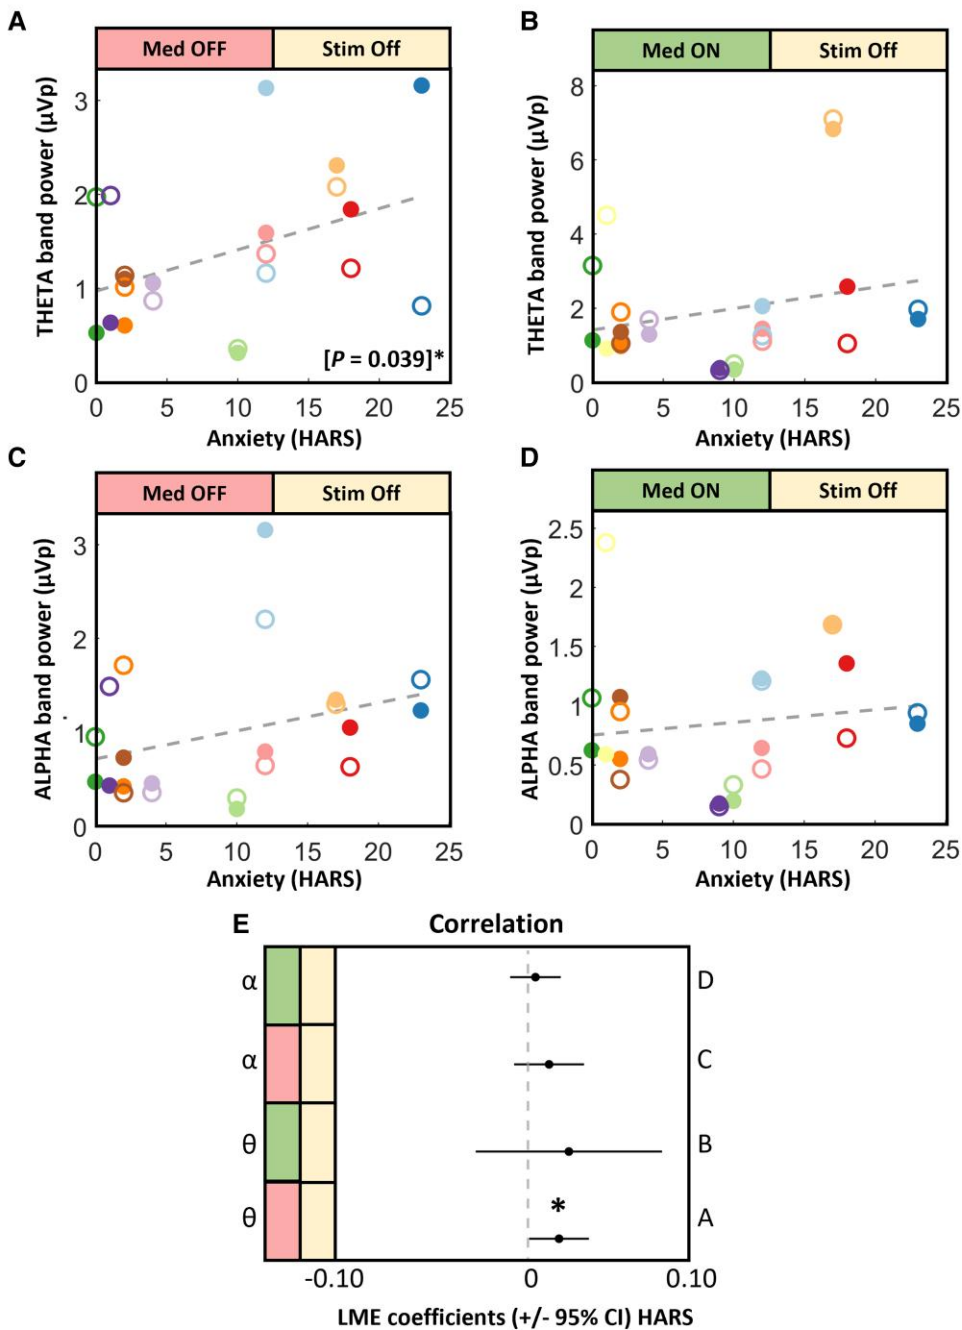 A
Med OFF Stim Off
THETA band power (µVp)
3
2
1
0
[P = 0.039]*
0 5 10 15 20 25
Anxiety (HARS)
B
Med ON Stim Off
THETA band power (µVp)
8
6
4
2
0
0 5 10 15 20 25
Anxiety (HARS)
C
Med OFF Stim Off
ALPHA band power (µVp)
3
2
1
0
0 5 10 15 20 25
Anxiety (HARS)
D
Med ON Stim Off
ALPHA band power (µVp)
2.5
2
1.5
1
0.5
0
0 5 10 15 20 25
Anxiety (HARS)
E
Correlation
α D
α C
θ B
*
θ A
-0.10 0 0.10
LME coefficients (+/- 95% CI) HARS